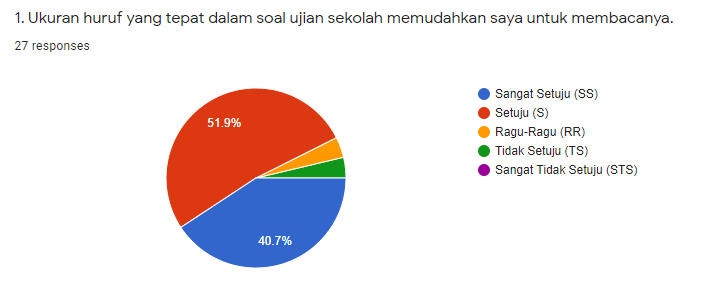 1. Ukuran huruf yang tepat dalam soal ujian sekolah memudahkan saya untuk membacanya.
27 responses
51.9%
40.7%
Sangat Setuju (SS)
Setuju (S)
Ragu-Ragu (RR)
Tidak Setuju (TS)
Sangat Tidak Setuju (STS)